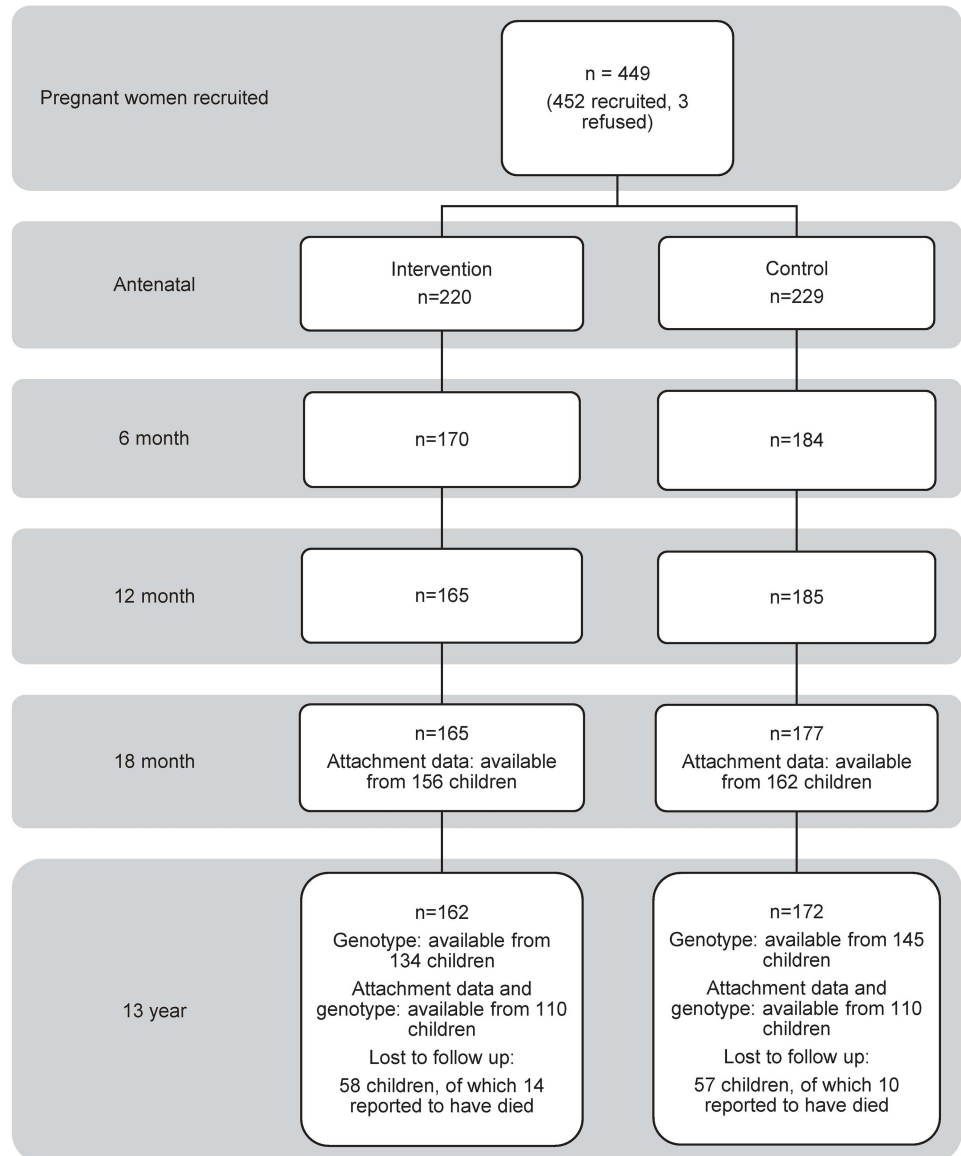 Pregnant women recruited
n = 449
(452 recruited, 3
refused)
Antenatal
Intervention
n=220
Control
n=229
6 month
n=170
n=184
12 month
n=165
n=185
18 month
n=165
Attachment data: available
from 156 children
n=177
Attachment data: available
from 162 children
13 year
n=162
Genotype: available from
134 children
Attachment data and
genotype: available from 110
children
Lost to follow up:
58 children, of which 14
reported to have died
n=172
Genotype: available from 145
children
Attachment data and
genotype: available from 110
children
Lost to follow up:
57 children, of which 10
reported to have died